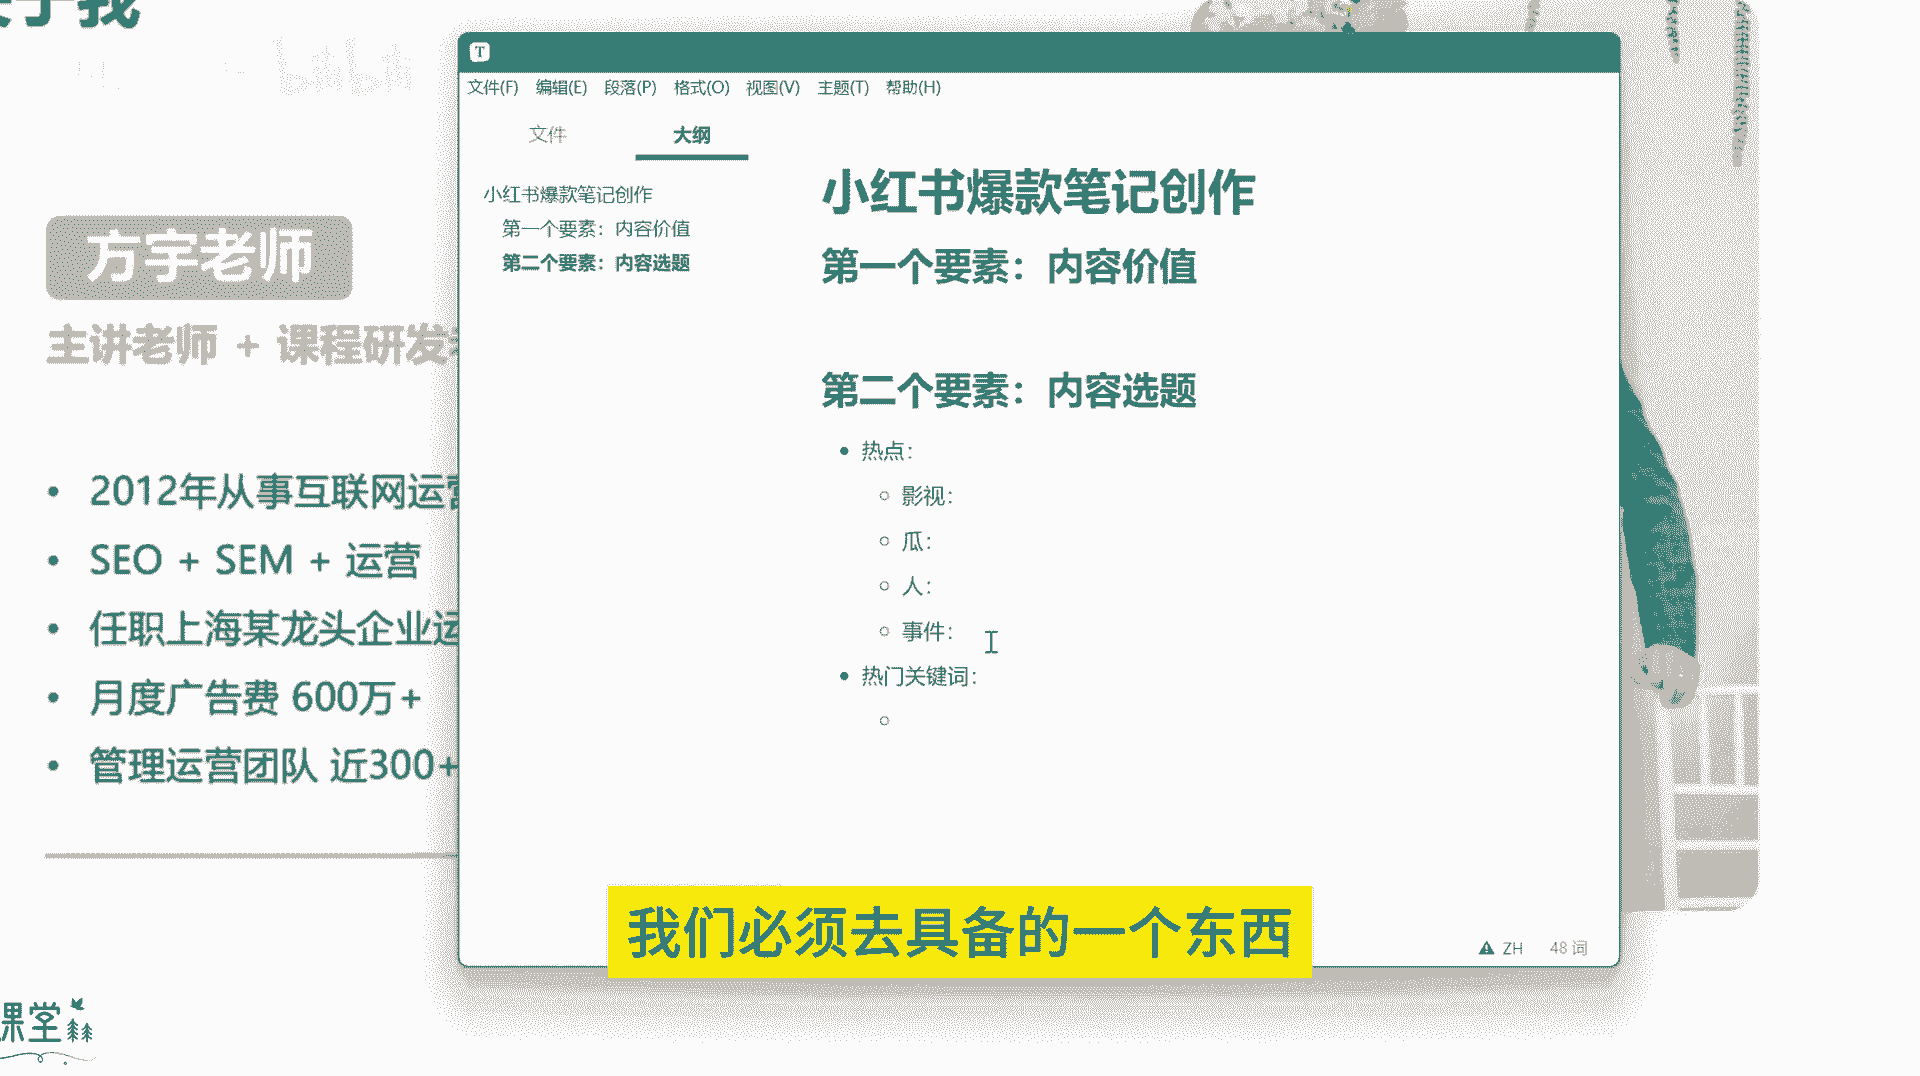 于我
bilibili
方宇老师
主讲老师 + 课程研发
2012年从事互联网运营
SEO + SEM + 运营
任职上海某龙头企业运
月度广告费 600万+
管理运营团队 近300+
课堂
T
文件(F) 编辑(E) 段落(P) 格式(O) 视图(V) 主题(T) 帮助(H)
文件 大纲
小红书爆款笔记创作
第一个要素：内容价值
第二个要素：内容选题
小红书爆款笔记创作
第一个要素：内容价值
第二个要素：内容选题
热点：
影视：
瓜：
人：
事件：
热门关键词：
我们必须去具备的一个东西
ZH 48 词